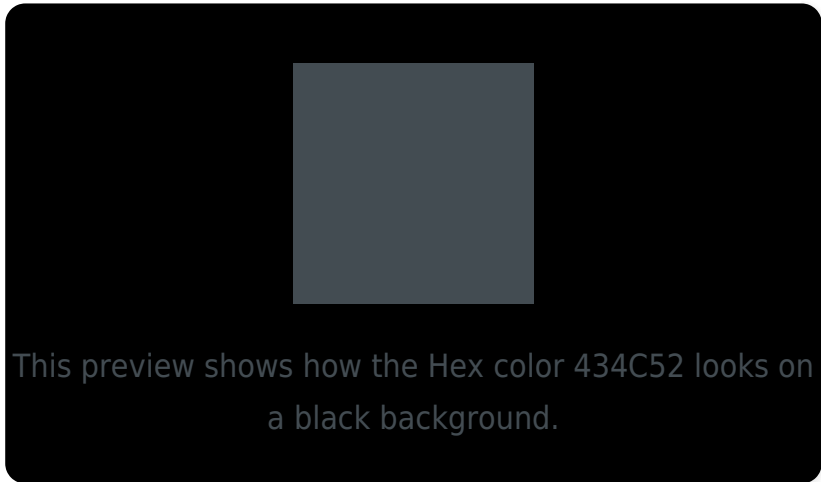 This preview shows how the Hex color 434C52 looks on
a black background.